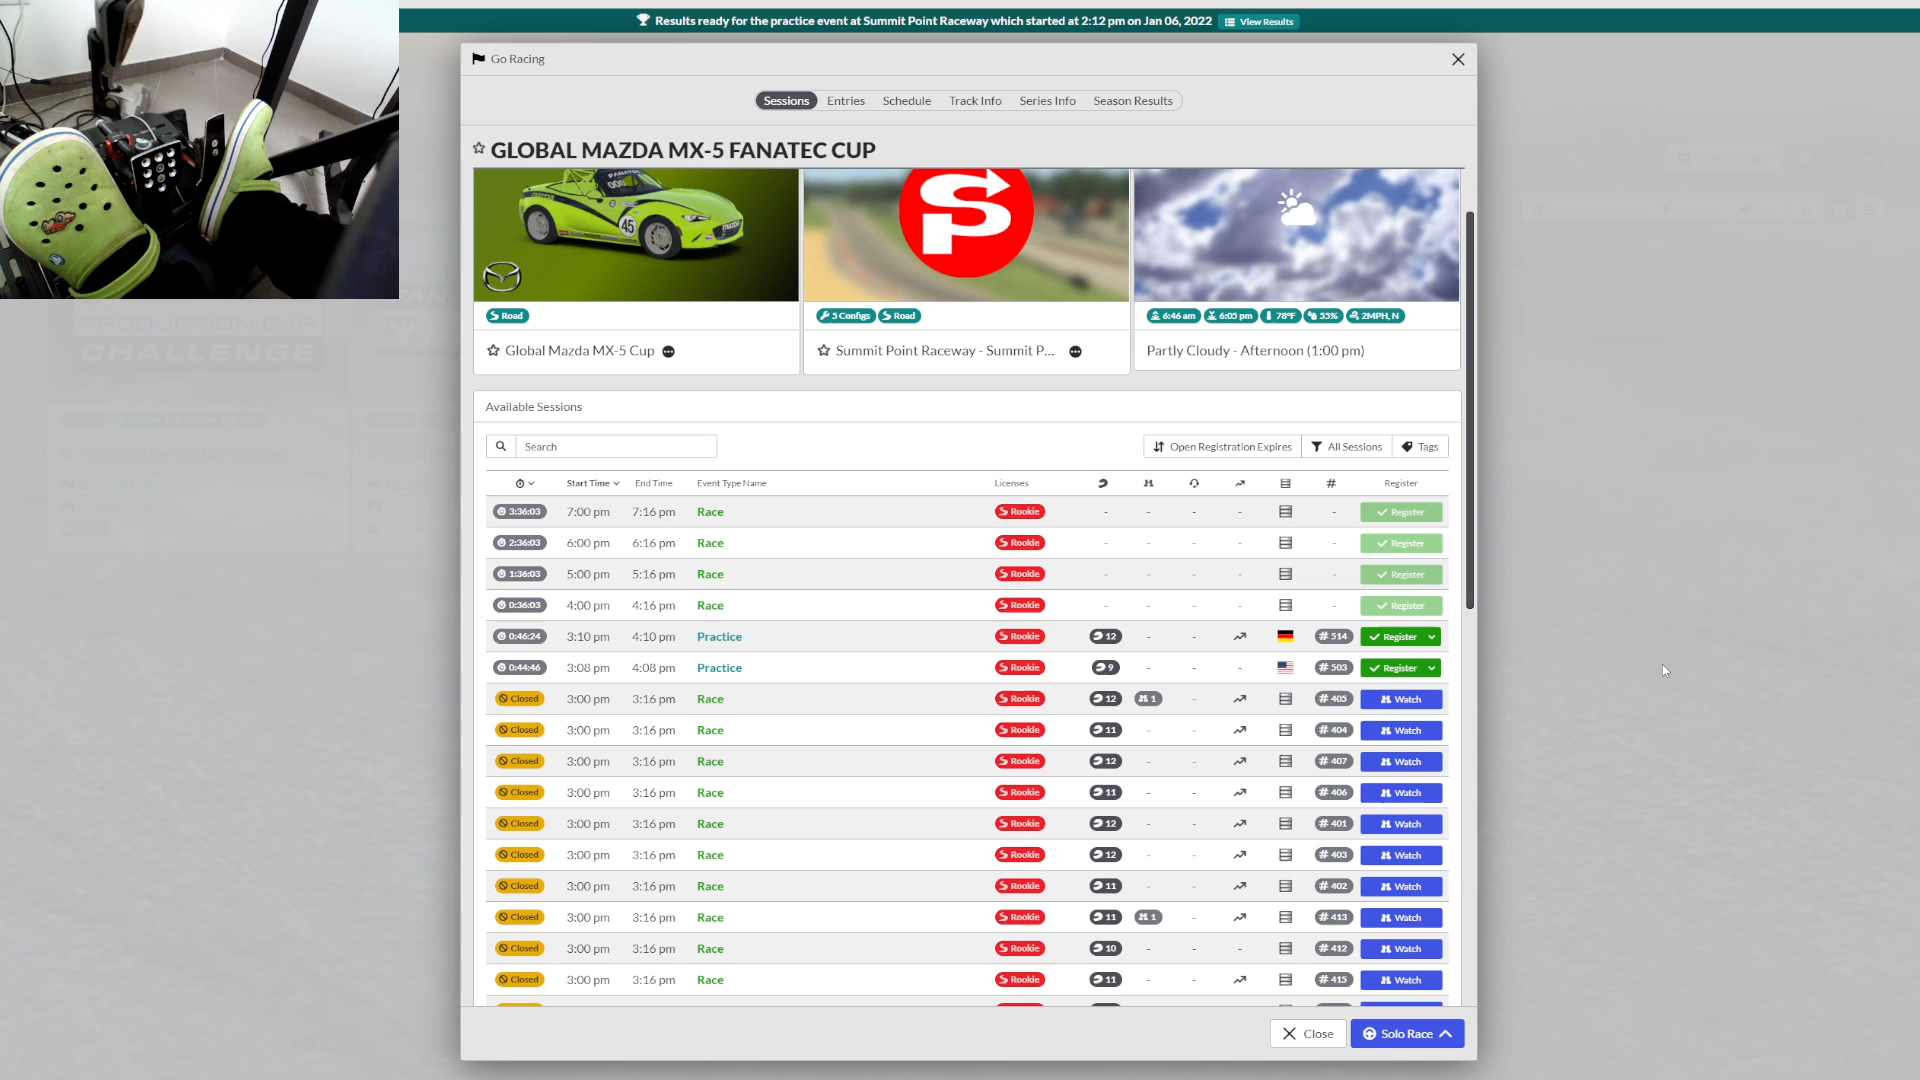 Results ready for the practice event at Summit Point Raceway which started at 2:12 pm on Jan 06, 2022 View Results
Go Racing
Sessions Entries Schedule Track Info Series Info Season Results
GLOBAL MAZDA MX-5 FANATEC CUP
FANATEC
000
45
SP
Road
5 Configs Road
6:46 am 6:05 pm 78°F 55% 2MPH, N
Global Mazda MX-5 Cup
Summit Point Raceway - Summit P...
Partly Cloudy - Afternoon (1:00 pm)
PRODUCTION CAR
CHALLENGE
Available Sessions
Search Open Registration Expires All Sessions Tags
Start Time End Time Event Type Name Licenses # Register
3:36:03 7:00 pm 7:16 pm Race Rookie - - - - - Register
2:36:03 6:00 pm 6:16 pm Race Rookie - - - - - Register
1:36:03 5:00 pm 5:16 pm Race Rookie - - - - - Register
0:36:03 4:00 pm 4:16 pm Race Rookie - - - - - Register
0:46:24 3:10 pm 4:10 pm Practice Rookie 12 - - # 514 Register
0:44:46 3:08 pm 4:08 pm Practice Rookie 9 - - - # 503 Register
Closed 3:00 pm 3:16 pm Race Rookie 12 1 - # 405 Watch
Closed 3:00 pm 3:16 pm Race Rookie 11 - - # 404 Watch
Closed 3:00 pm 3:16 pm Race Rookie 12 - - # 407 Watch
Closed 3:00 pm 3:16 pm Race Rookie 11 - - # 406 Watch
Closed 3:00 pm 3:16 pm Race Rookie 12 - - # 401 Watch
Closed 3:00 pm 3:16 pm Race Rookie 12 - - # 403 Watch
Closed 3:00 pm 3:16 pm Race Rookie 11 - - # 402 Watch
Closed 3:00 pm 3:16 pm Race Rookie 11 1 - # 413 Watch
Closed 3:00 pm 3:16 pm Race Rookie 10 - - - # 412 Watch
Closed 3:00 pm 3:16 pm Race Rookie 11 - - # 415 Watch
Close Solo Race